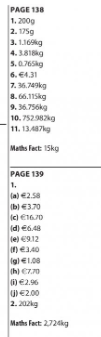 PAGE 138
1. 200g
2. 175g
3. 1.169kg
4. 3.818kg
5. 0.765kg
6. €4.31
7. 36.749kg
8. 66.115kg
9. 36.756kg
10. 752.982kg
11. 13.487kg
Maths Fact: 15kg
PAGE 139
1.
(a) €2.58
(b) €3.70
(c) €16.70
(d) €6.48
(e) €9.12
(f) €3.40
(g) €1.08
(h) €7.70
(i) €2.96
(j) €2.00
2. 202kg
Maths Fact: 2,724kg